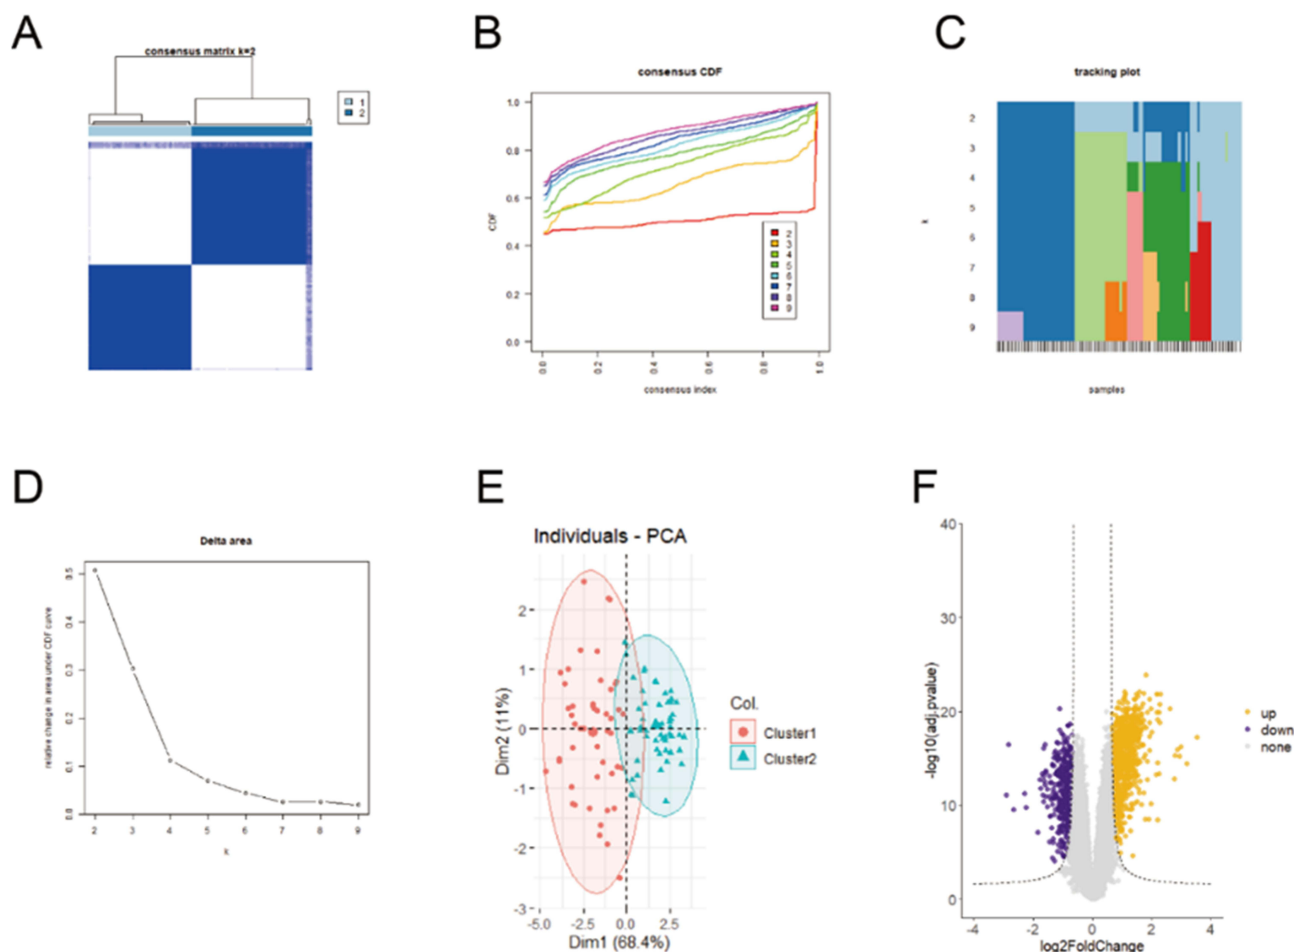 A
consensus matrix k=2
1
2
B
consensus CDF
CDF
1.0
0.8
0.6
0.4
0.2
0.0
0.0
0.2
0.4
0.6
0.8
1.0
consensus index
2
3
4
5
6
7
8
9
C
tracking plot
k
2
3
4
5
6
7
8
9
samples
D
Delta area
relative change in area under CDF curve
0.5
0.4
0.3
0.2
0.1
0.0
2
3
4
5
6
7
8
9
k
E
Individuals - PCA
Dim2 (11%)
2
1
0
-1
-2
-3
-5.0
-2.5
0.0
2.5
Dim1 (68.4%)
Col.
Cluster1
Cluster2
F
-log10(adj.pvalue)
40
30
20
10
0
-4
-2
0
2
4
log2FoldChange
up
down
none